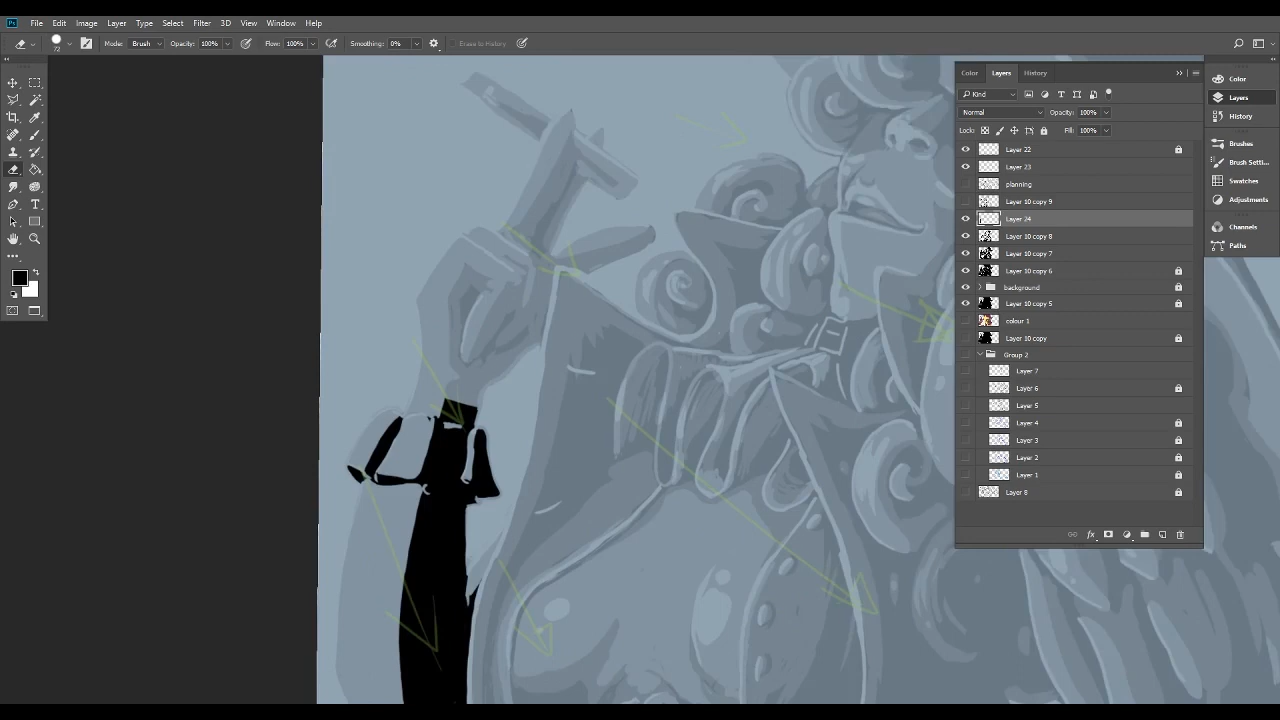 Ps File Edit Image Layer Type Select Filter 3D View Window Help
72 Mode: Brush Opacity: 100% Flow: 100% Smoothing: 0% Erase to History
Color Layers History
Kind
Normal Opacity: 100%
Lock: Fill: 100%
Layer 22
Layer 23
planning
Layer 10 copy 9
Layer 24
Layer 10 copy 8
Layer 10 copy 7
Layer 10 copy 6
background
Layer 10 copy 5
colour 1
Layer 10 copy
Group 2
Layer 7
Layer 6
Layer 5
Layer 4
Layer 3
Layer 2
Layer 1
Layer 8
fx
Color
Layers
History
Brushes
Brush Setti...
Swatches
Adjustments
Channels
Paths